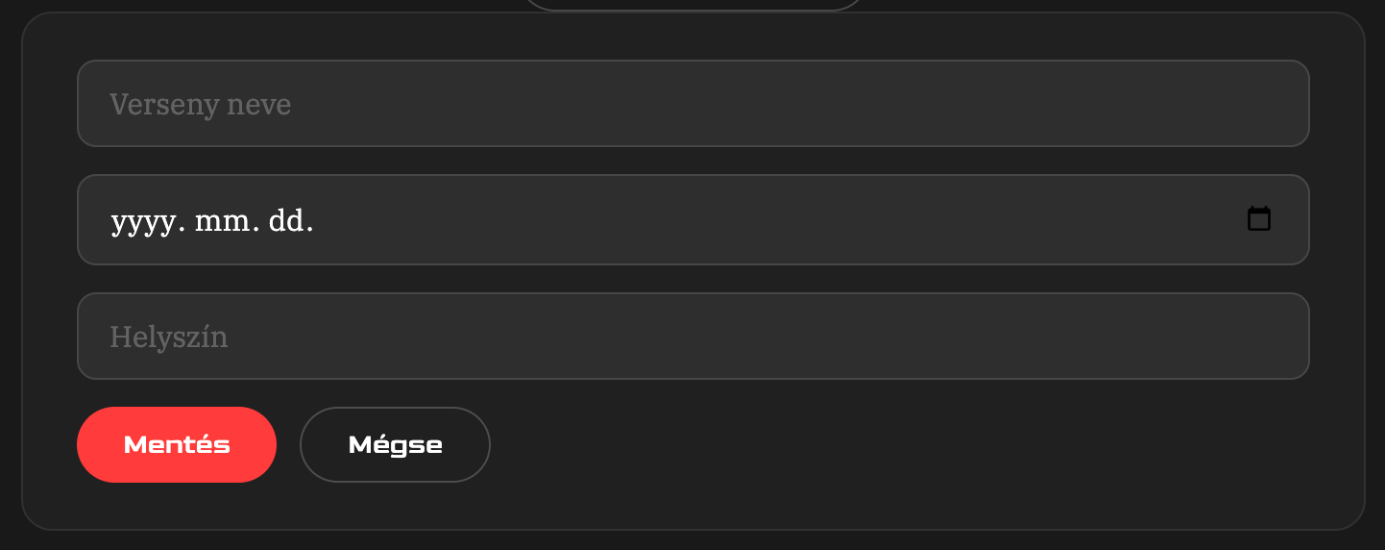 Verseny neve
yyyy. mm. dd.
Helyszín
Mentés Mégse